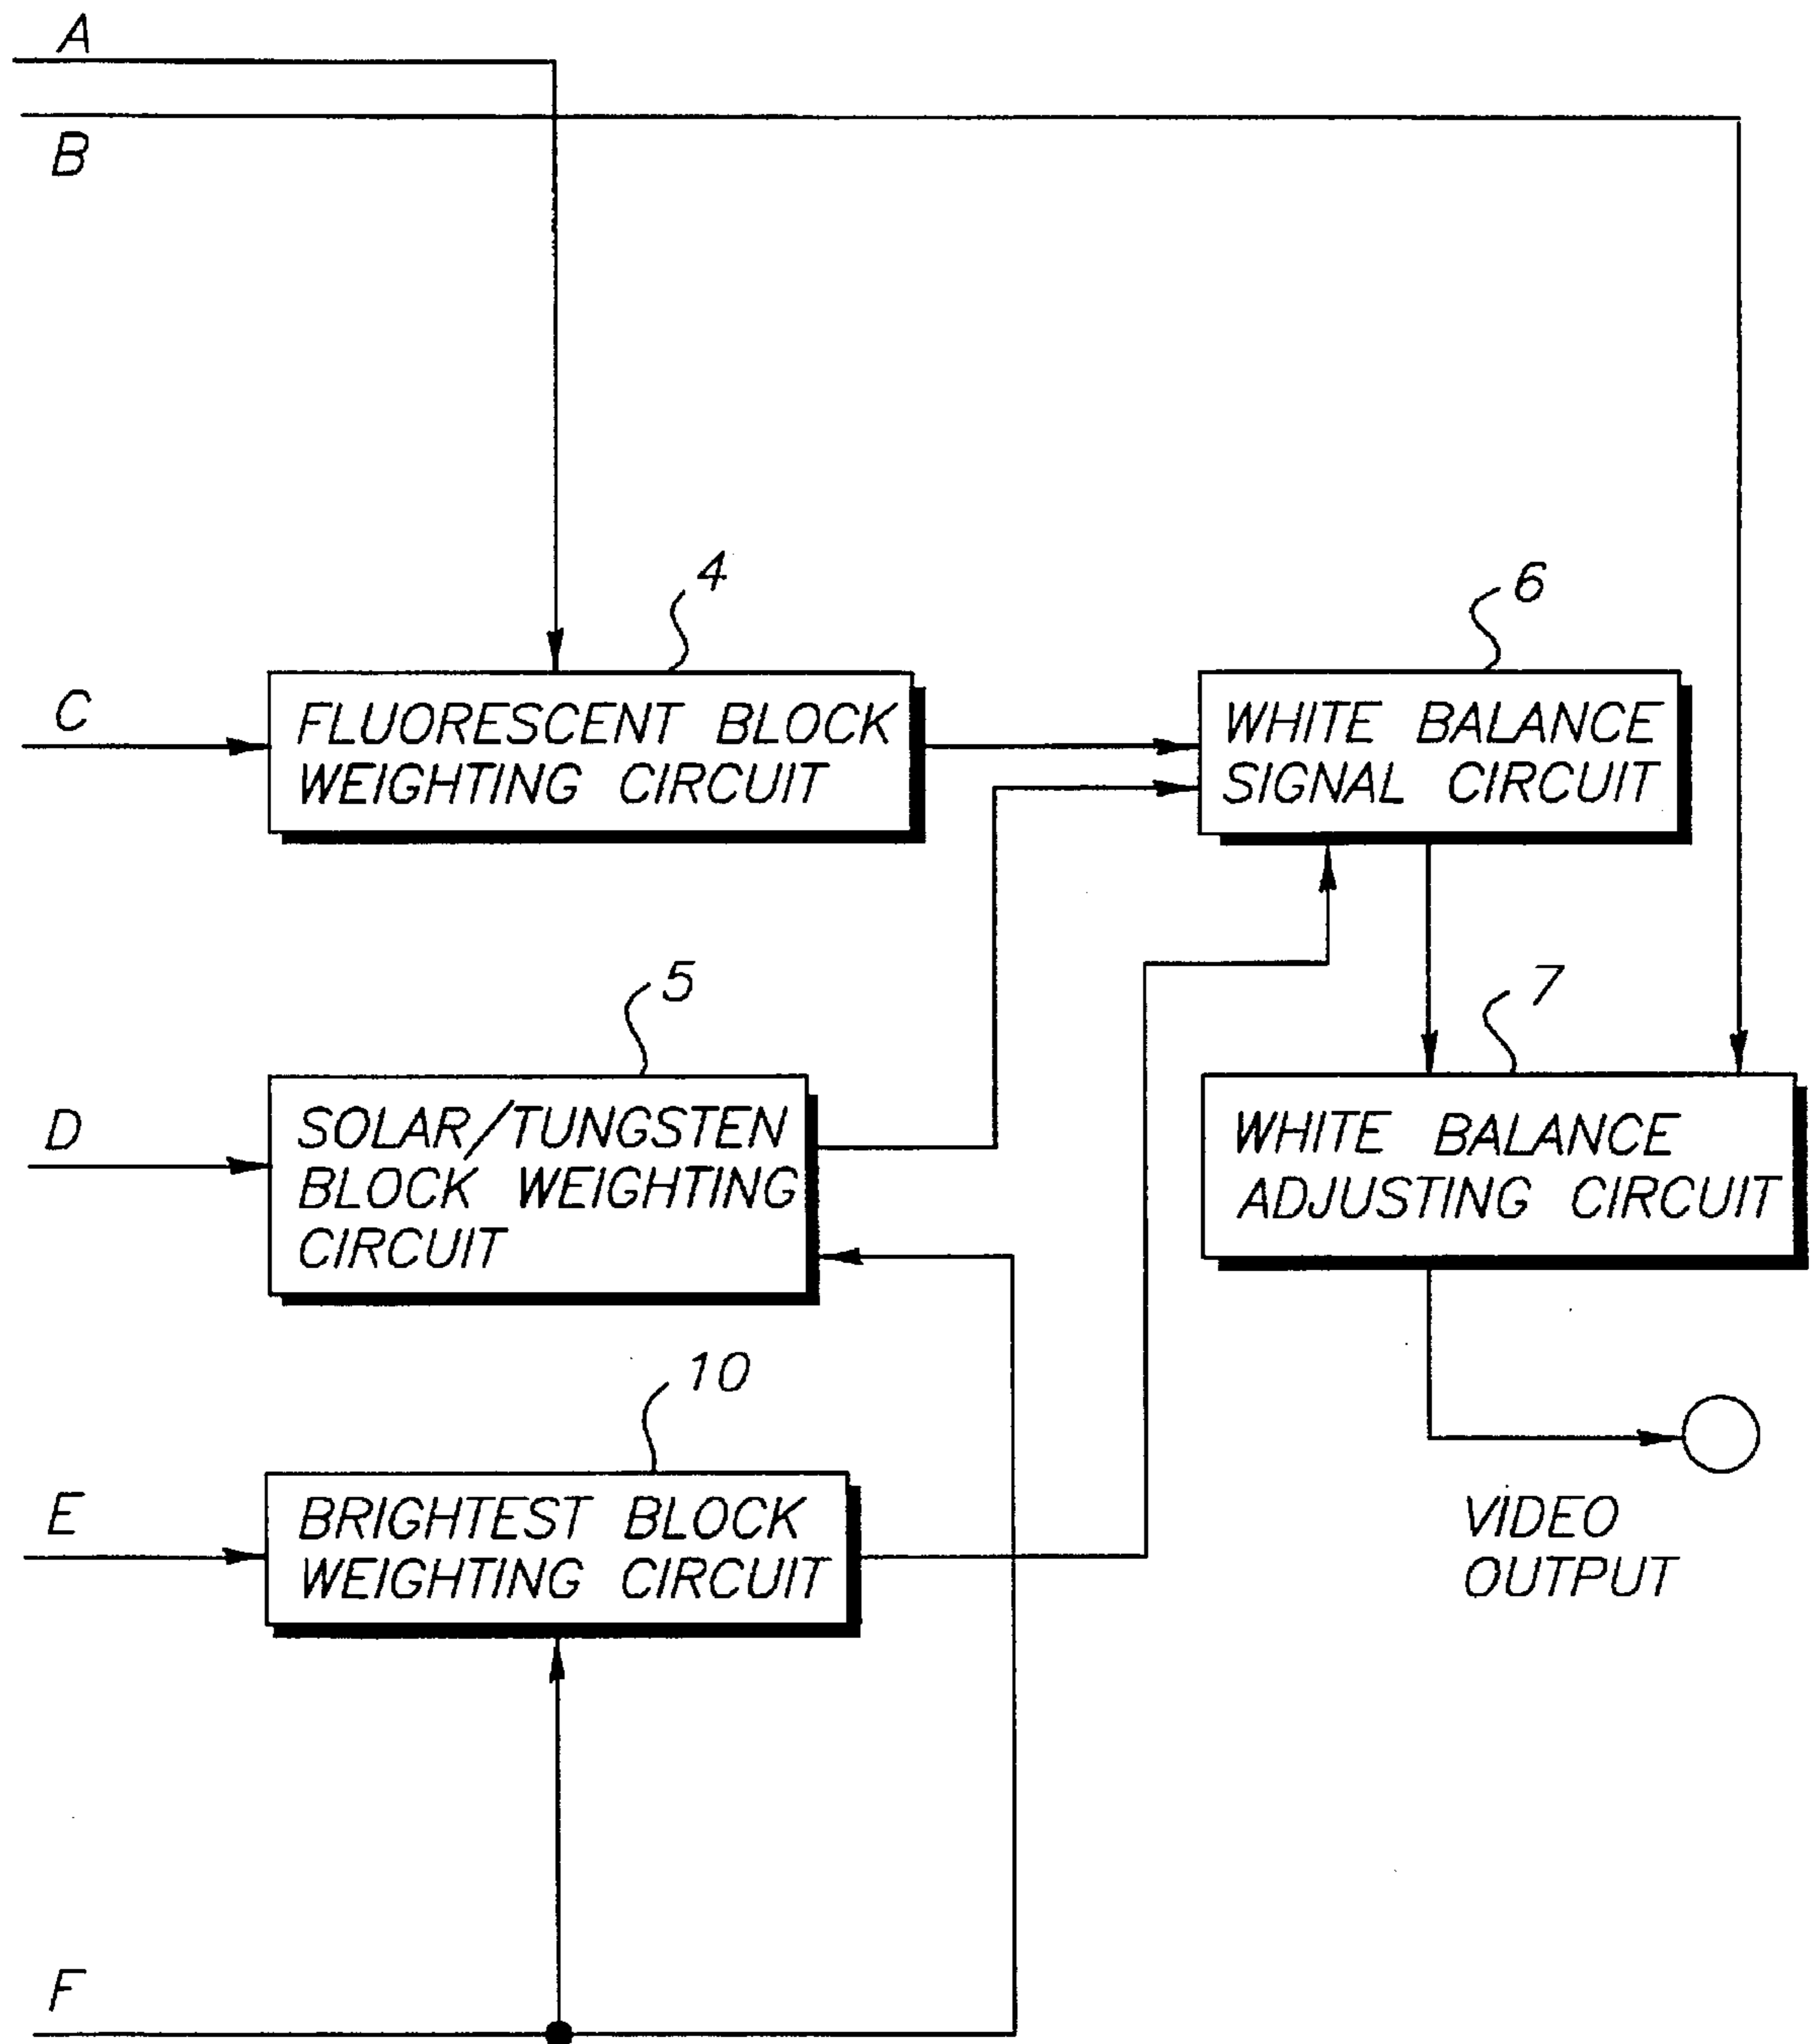 A
B
4
6
C
FLUORESCENT BLOCK
WEIGHTING CIRCUIT
WHITE BALANCE
SIGNAL CIRCUIT
5
7
D
SOLAR/TUNGSTEN
BLOCK WEIGHTING
CIRCUIT
WHITE BALANCE
ADJUSTING CIRCUIT
10
E
BRIGHTEST BLOCK
WEIGHTING CIRCUIT
VIDEO
OUTPUT
F